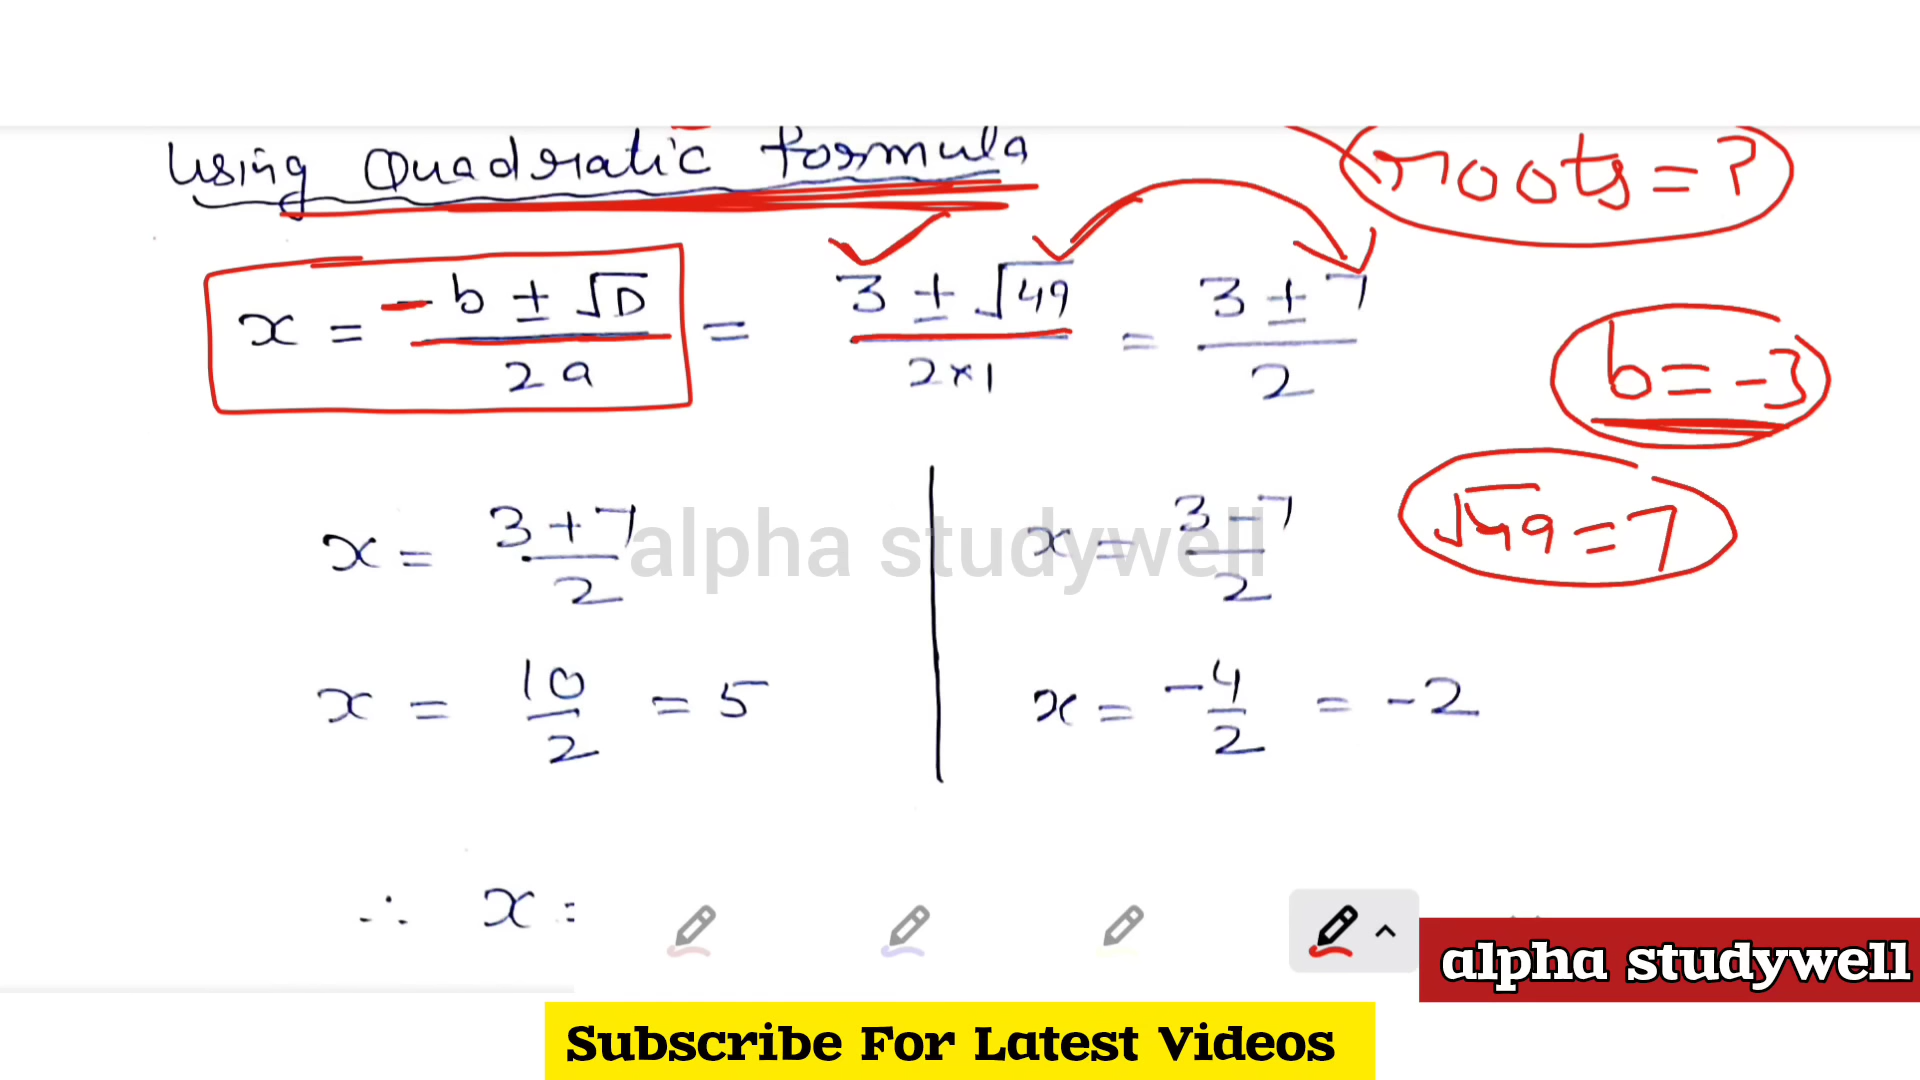 Using Quadratic formula
roots = ?
x = -b ± √D / 2a = 3 ± √49 / 2×1 = 3 ± 7 / 2
b = -3
√49 = 7
x = 3 + 7 / 2
x = 3 - 7 / 2
alpha studywell
x = 10 / 2 = 5
x = -4 / 2 = -2
∴ x =
alpha studywell
Subscribe For Latest Videos